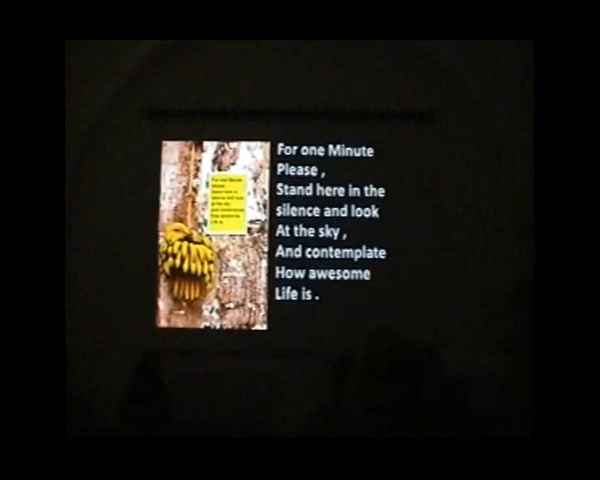 For one Minute
Please ,
Stand here in the
silence and look
At the sky ,
And contemplate
How awesome
Life is .